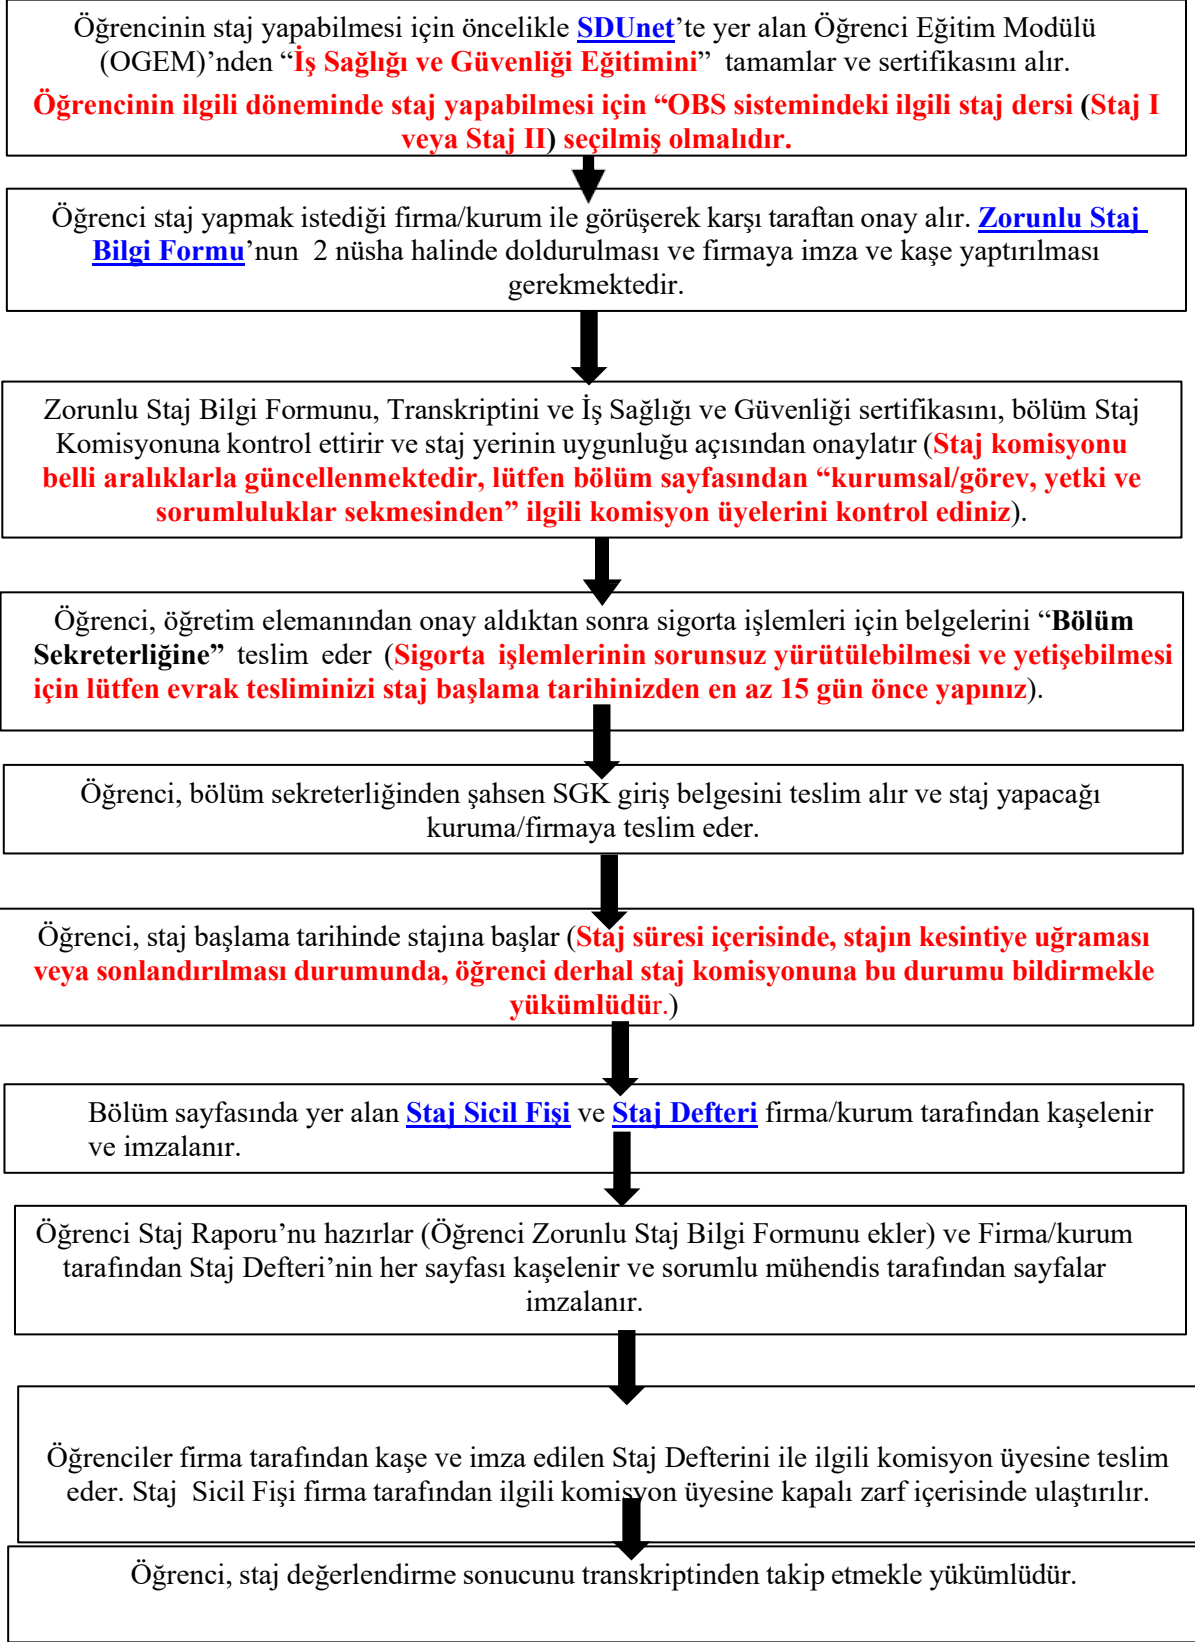 Öğrencinin staj yapabilmesi için öncelikle SDUnet’te yer alan Öğrenci Eğitim Modülü
(OGEM)’nden “İş Sağlığı ve Güvenliği Eğitimini” tamamlar ve sertifikasını alır.
Öğrencinin ilgili döneminde staj yapabilmesi için “OBS sistemindeki ilgili staj dersi (Staj I
veya Staj II) seçilmiş olmalıdır.
Öğrenci staj yapmak istediği firma/kurum ile görüşerek karşı taraftan onay alır. Zorunlu Staj
Bilgi Formu’nun 2 nüsha halinde doldurulması ve firmaya imza ve kaşe yaptırılması
gerekmektedir.
Zorunlu Staj Bilgi Formunu, Transkriptini ve İş Sağlığı ve Güvenliği sertifikasını, bölüm Staj
Komisyonuna kontrol ettirir ve staj yerinin uygunluğu açısından onaylatır (Staj komisyonu
belli aralıklarla güncellenmektedir, lütfen bölüm sayfasından “kurumsal/görev, yetki ve
sorumluluklar sekmesinden” ilgili komisyon üyelerini kontrol ediniz).
Öğrenci, öğretim elemanından onay aldıktan sonra sigorta işlemleri için belgelerini “Bölüm
Sekreterliğine” teslim eder (Sigorta işlemlerinin sorunsuz yürütülebilmesi ve yetişebilmesi
için lütfen evrak tesliminizi staj başlama tarihinizden en az 15 gün önce yapınız).
Öğrenci, bölüm sekreterliğinden şahsen SGK giriş belgesini teslim alır ve staj yapacağı
kuruma/firmaya teslim eder.
Öğrenci, staj başlama tarihinde stajına başlar (Staj süresi içerisinde, stajın kesintiye uğraması
veya sonlandırılması durumunda, öğrenci derhal staj komisyonuna bu durumu bildirmekle
yükümlüdür.)
Bölüm sayfasında yer alan Staj Sicil Fişi ve Staj Defteri firma/kurum tarafından kaşelenir
ve imzalanır.
Öğrenci Staj Raporu’nu hazırlar (Öğrenci Zorunlu Staj Bilgi Formunu ekler) ve Firma/kurum
tarafından Staj Defteri’nin her sayfası kaşelenir ve sorumlu mühendis tarafından sayfalar
imzalanır.
Öğrenciler firma tarafından kaşe ve imza edilen Staj Defterini ile ilgili komisyon üyesine teslim
eder. Staj Sicil Fişi firma tarafından ilgili komisyon üyesine kapalı zarf içerisinde ulaştırılır.
Öğrenci, staj değerlendirme sonucunu transkriptinden takip etmekle yükümlüdür.